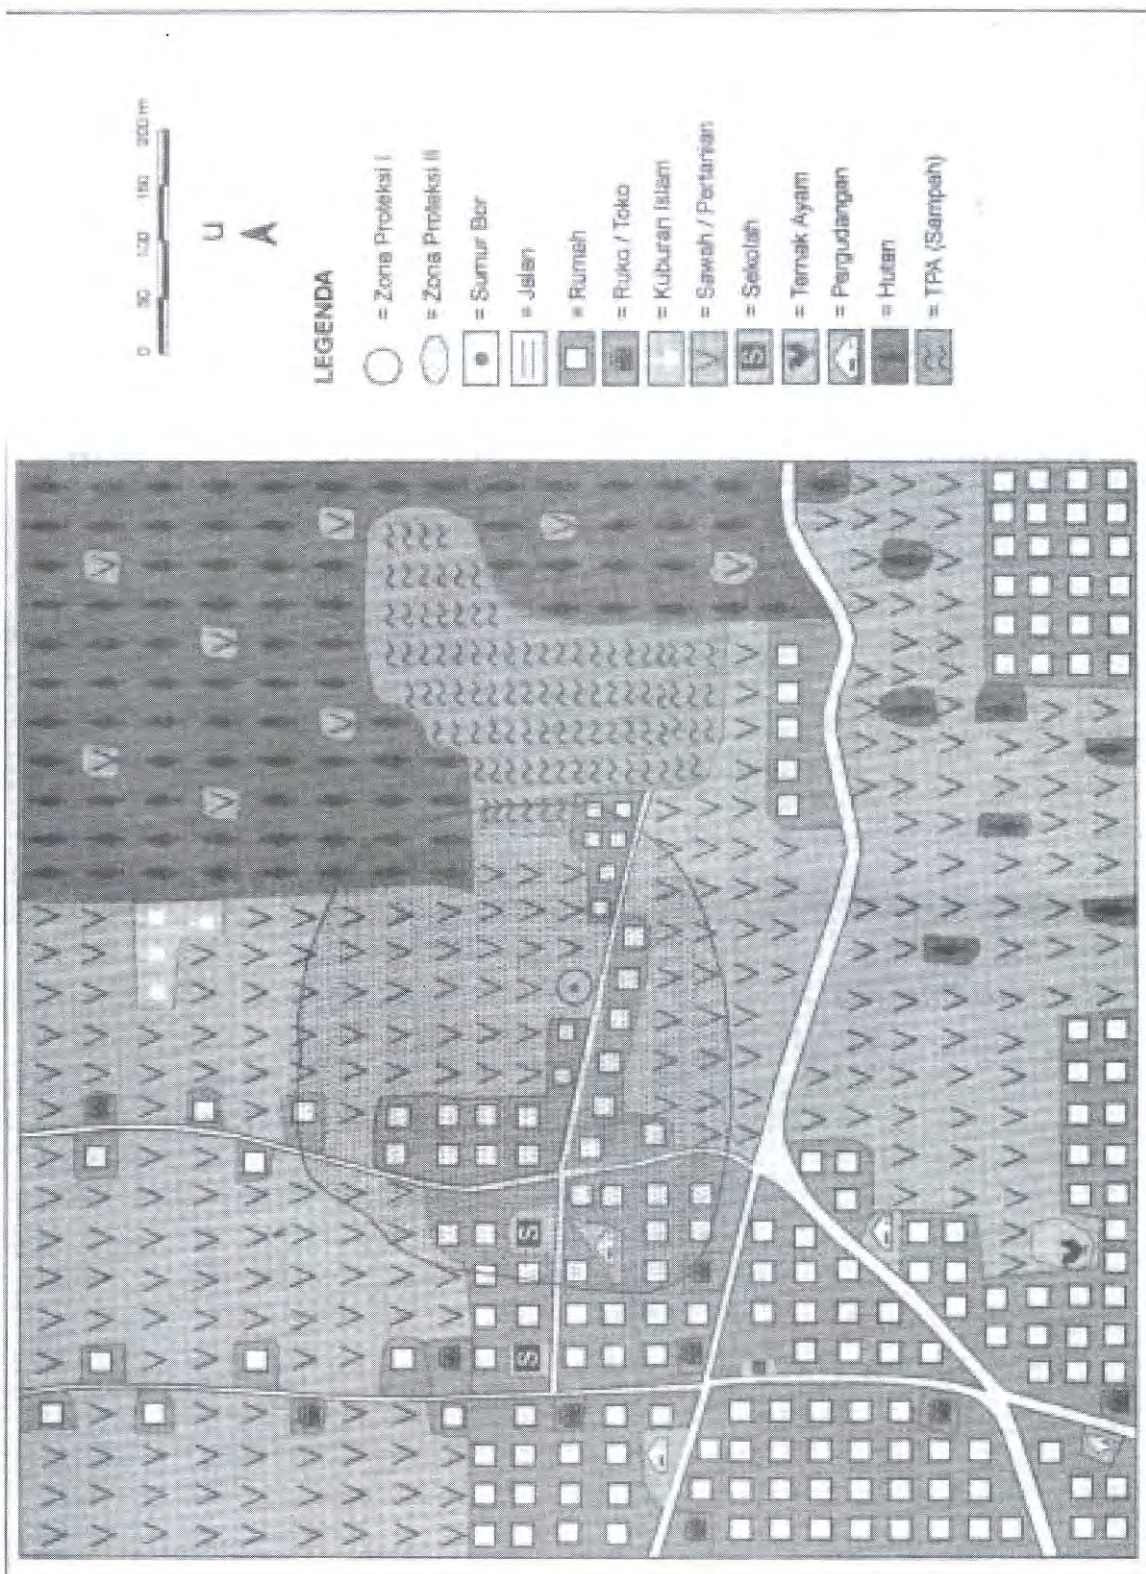 0 50 100 150 200 m
U
LEGENDA
= Zona Proteksi I
= Zona Proteksi II
= Sumur Bor
= Jalan
= Rumah
= Ruko / Toko
= Kuburan Islam
= Sawah / Pertanian
S = Sekolah
= Ternak Ayam
= Pergudangan
= Hutan
= TPA (Sampah)
S
S